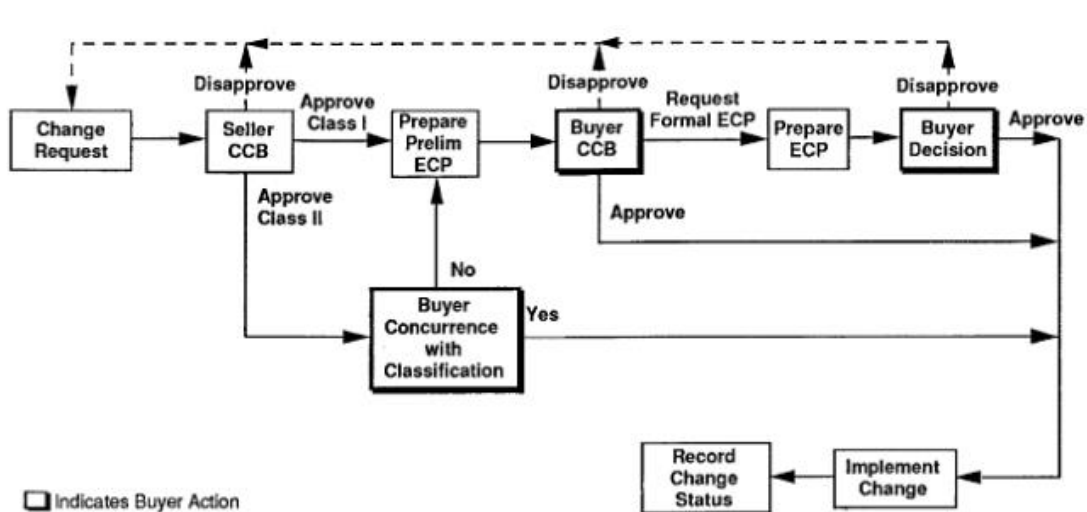 Disapprove
Disapprove
Disapprove
Change
Request
Seller
CCB
Approve
Class I
Prepare
Prelim
ECP
Buyer
CCB
Request
Formal ECP
Prepare
ECP
Buyer
Decision
Approve
Approve
Class II
Approve
No
Buyer
Concurrence
with
Classification
Yes
Record
Change
Status
Implement
Change
Indicates Buyer Action